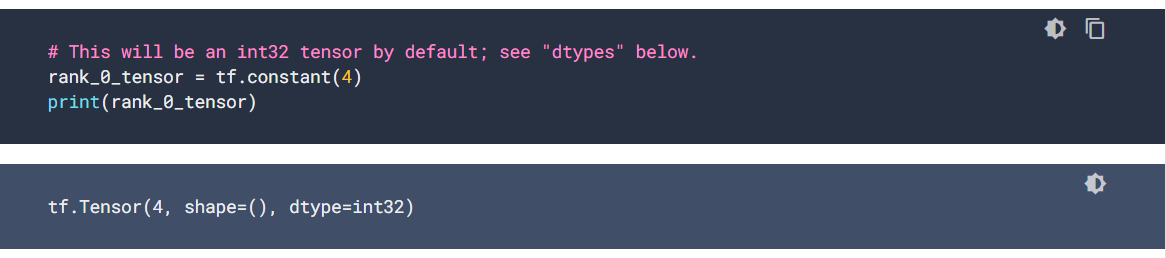 # This will be an int32 tensor by default; see "dtypes" below.
rank_0_tensor = tf.constant(4)
print(rank_0_tensor)
tf.Tensor(4, shape=(), dtype=int32)